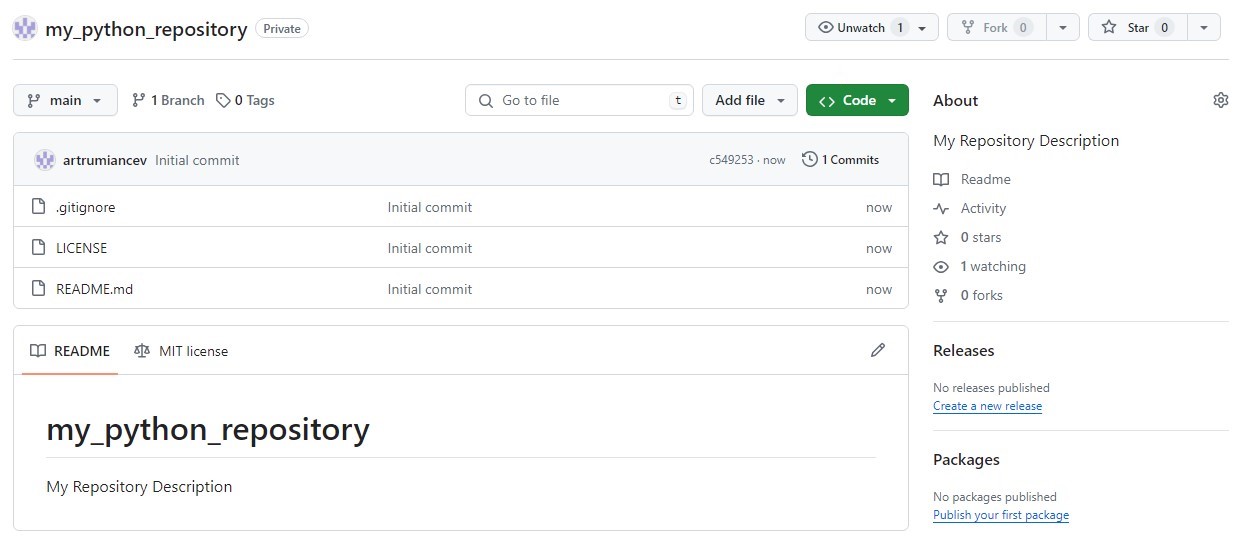 my_python_repository Private Unwatch 1 Fork 0 Star 0
main 1 Branch 0 Tags Go to file t Add file Code
artrumiancev Initial commit c549253 · now 1 Commits
.gitignore Initial commit now
LICENSE Initial commit now
README.md Initial commit now
README MIT license
my_python_repository
My Repository Description
About
My Repository Description
Readme
Activity
0 stars
1 watching
0 forks
Releases
No releases published
Create a new release
Packages
No packages published
Publish your first package